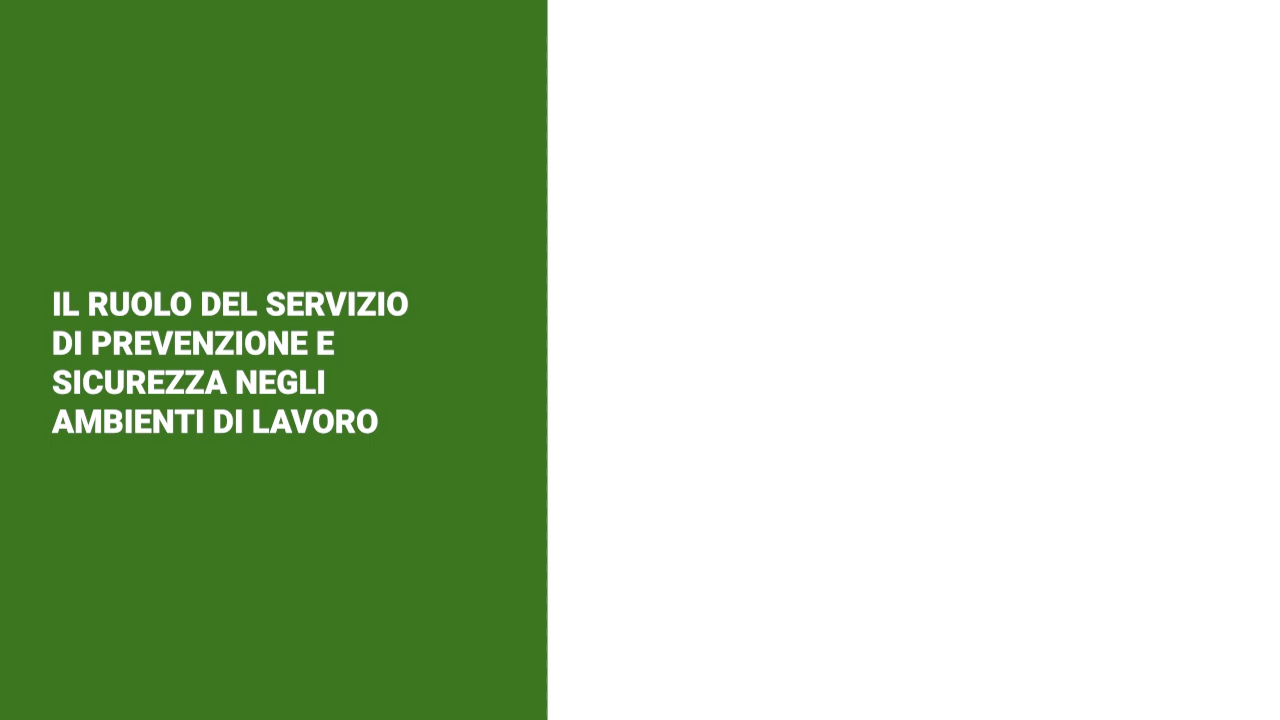 IL RUOLO DEL SERVIZIO
DI PREVENZIONE E
SICUREZZA NEGLI
AMBIENTI DI LAVORO